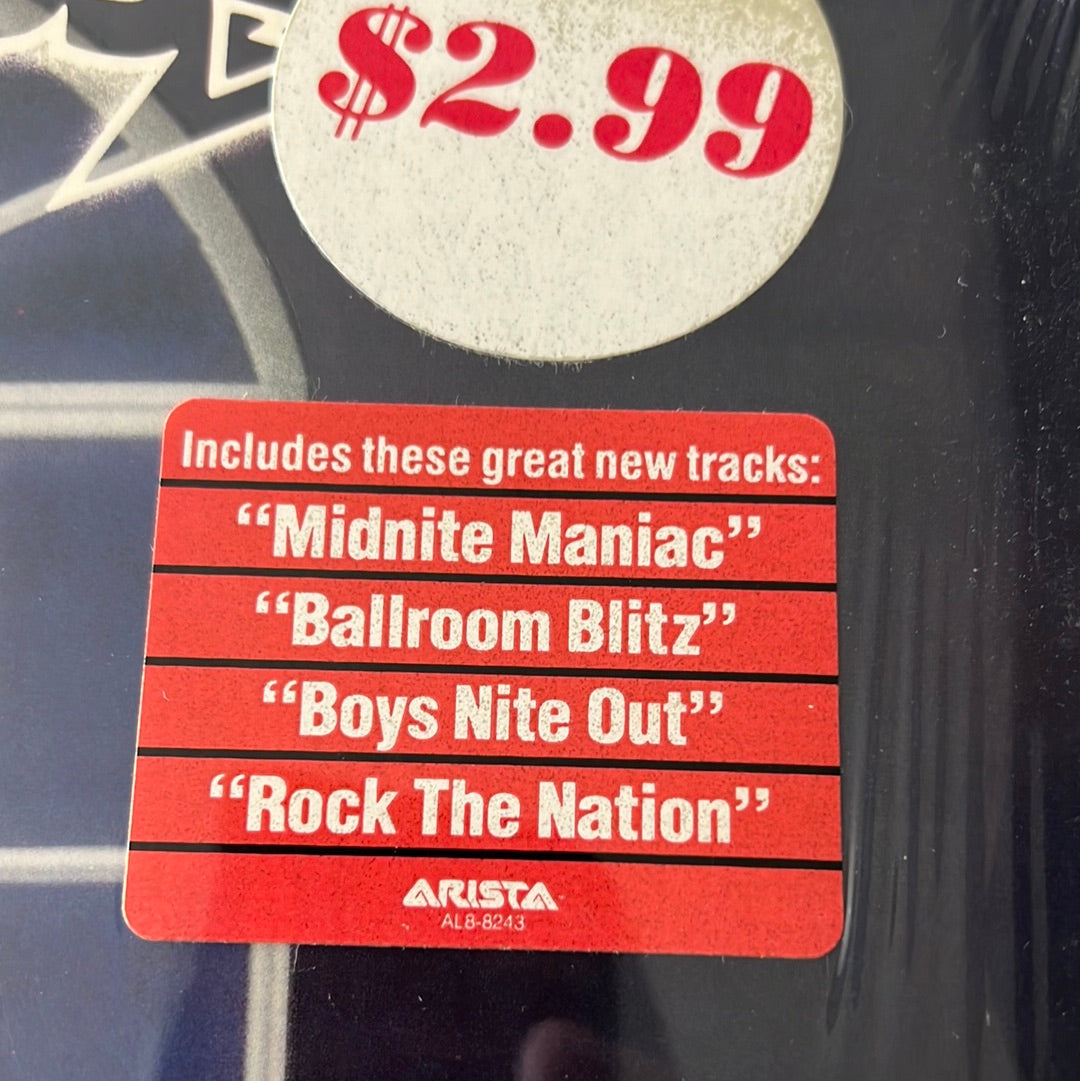 $2.99
Includes these great new tracks:
“Midnite Maniac”
“Ballroom Blitz”
“Boys Nite Out”
“Rock The Nation”
ARISTA
AL8-8243